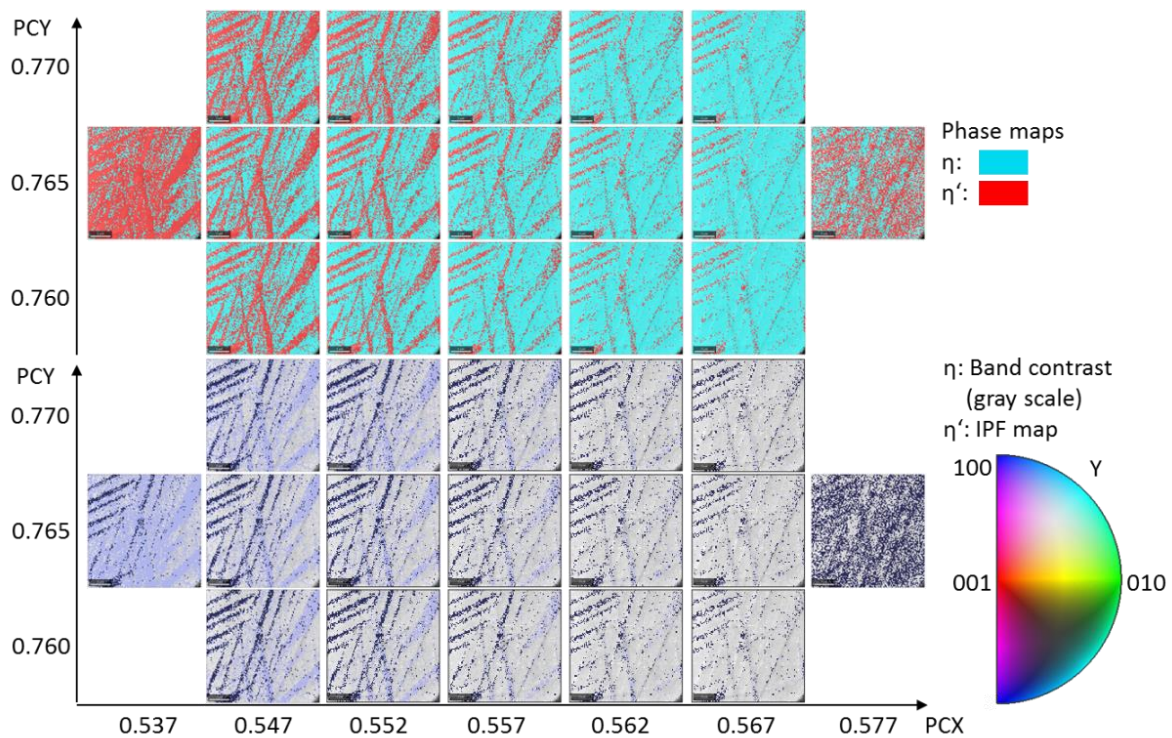 PCY
0.770
0.765
0.760
Phase maps
η:
η‘:
PCY
0.770
0.765
0.760
η: Band contrast
(gray scale)
η‘: IPF map
100
Y
001
010
0.537
0.547
0.552
0.557
0.562
0.567
0.577
PCX